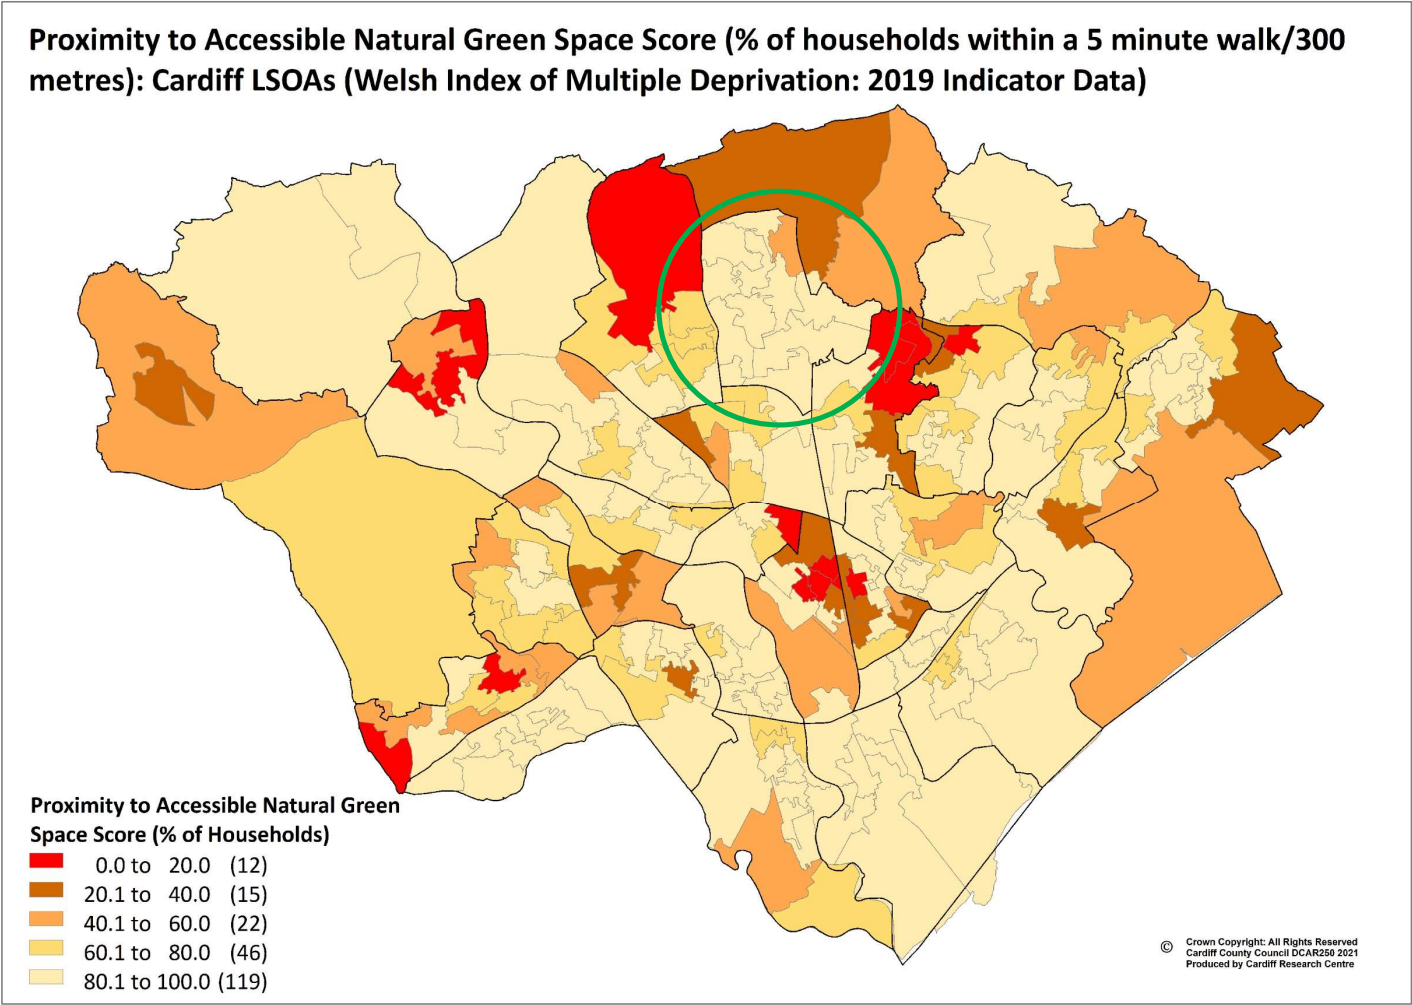 Proximity to Accessible Natural Green Space Score (% of households within a 5 minute walk/300
metres): Cardiff LSOAs (Welsh Index of Multiple Deprivation: 2019 Indicator Data)
Proximity to Accessible Natural Green
Space Score (% of Households)
0.0 to 20.0 (12)
20.1 to 40.0 (15)
40.1 to 60.0 (22)
60.1 to 80.0 (46)
80.1 to 100.0 (119)
© Crown Copyright: All Rights Reserved
Cardiff County Council DCAR250 2021
Produced by Cardiff Research Centre